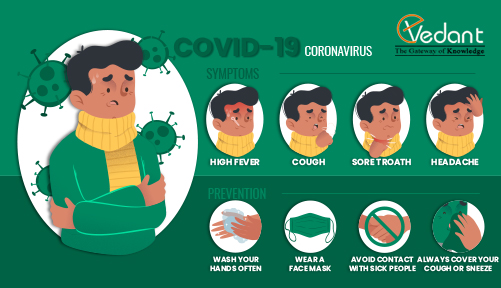 eVedant
The Gateway of Knowledge
COVID-19 CORONAVIRUS
SYMPTOMS
HIGH FEVER
COUGH
SORE TROATH
HEADACHE
PREVENTION
WASH YOUR
HANDS OFTEN
WEAR A
FACE MASK
AVOID CONTACT
WITH SICK PEOPLE
ALWAYS COVER YOUR
COUGH OR SNEEZE